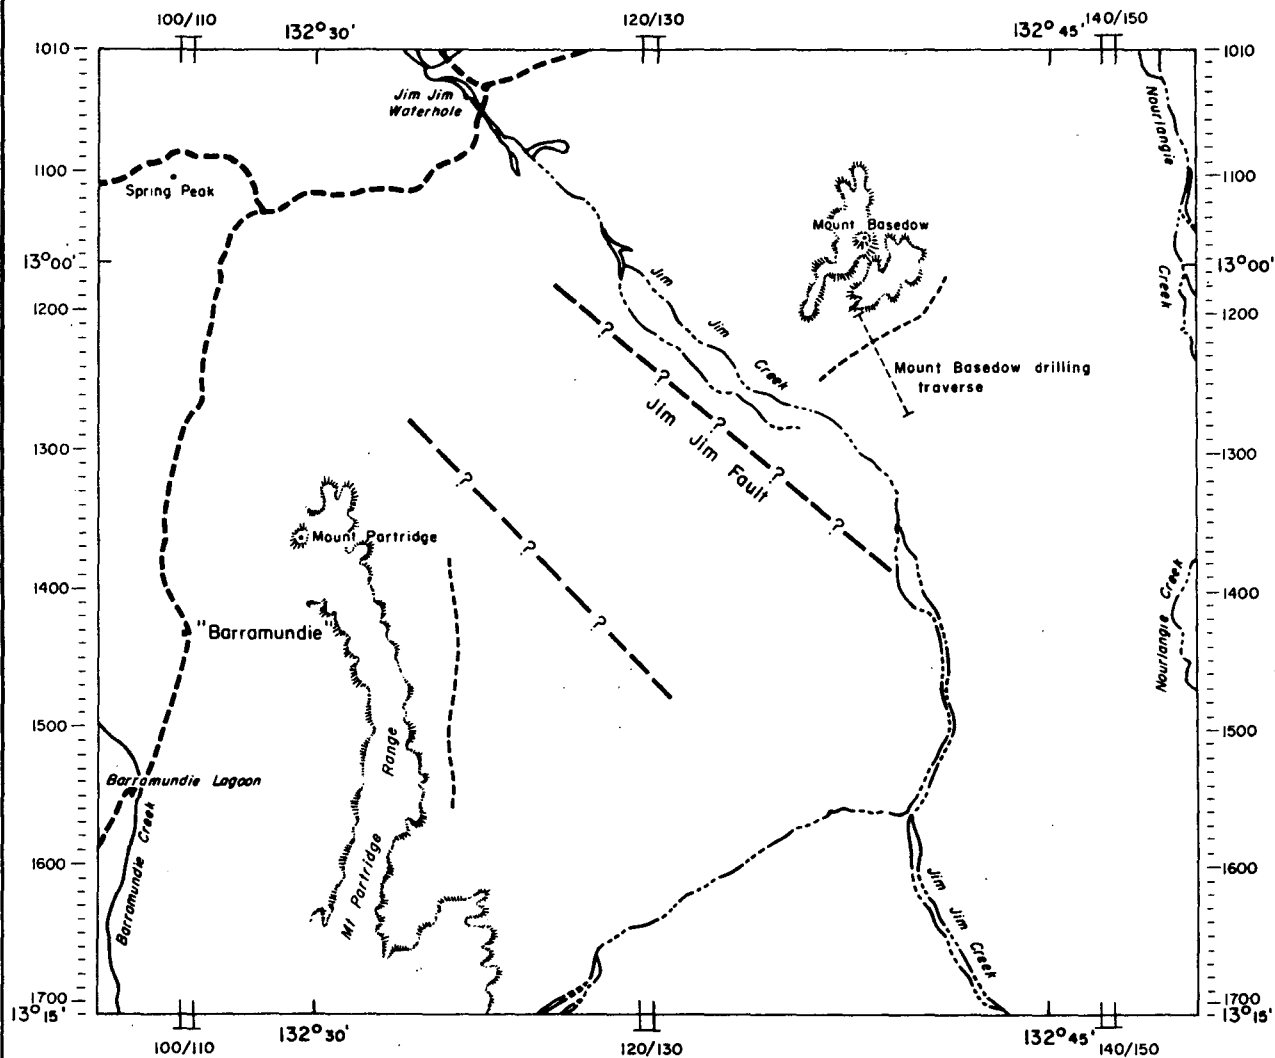 100/110
120/130
140/150
132°30'
132°45'
1010
1010
Jim Jim
Waterhole
Nourlangie
1100
1100
Spring Peak
Mount Basedow
13°00'
Jim
Creek
13°00'
1200
1200
Jim
Creek
Mount Basedow drilling
traverse
Jim Jim Fault
1300
1300
Mount Partridge
1400
1400
Nourlangie Creek
"Barramundie"
1500
1500
Range
Barramundie Lagoon
Barramundie Creek
Mt Partridge
1600
1600
Jim Jim Creek
1700
1700
13°15'
13°15'
132°30'
132°45'
100/110
120/130
140/150